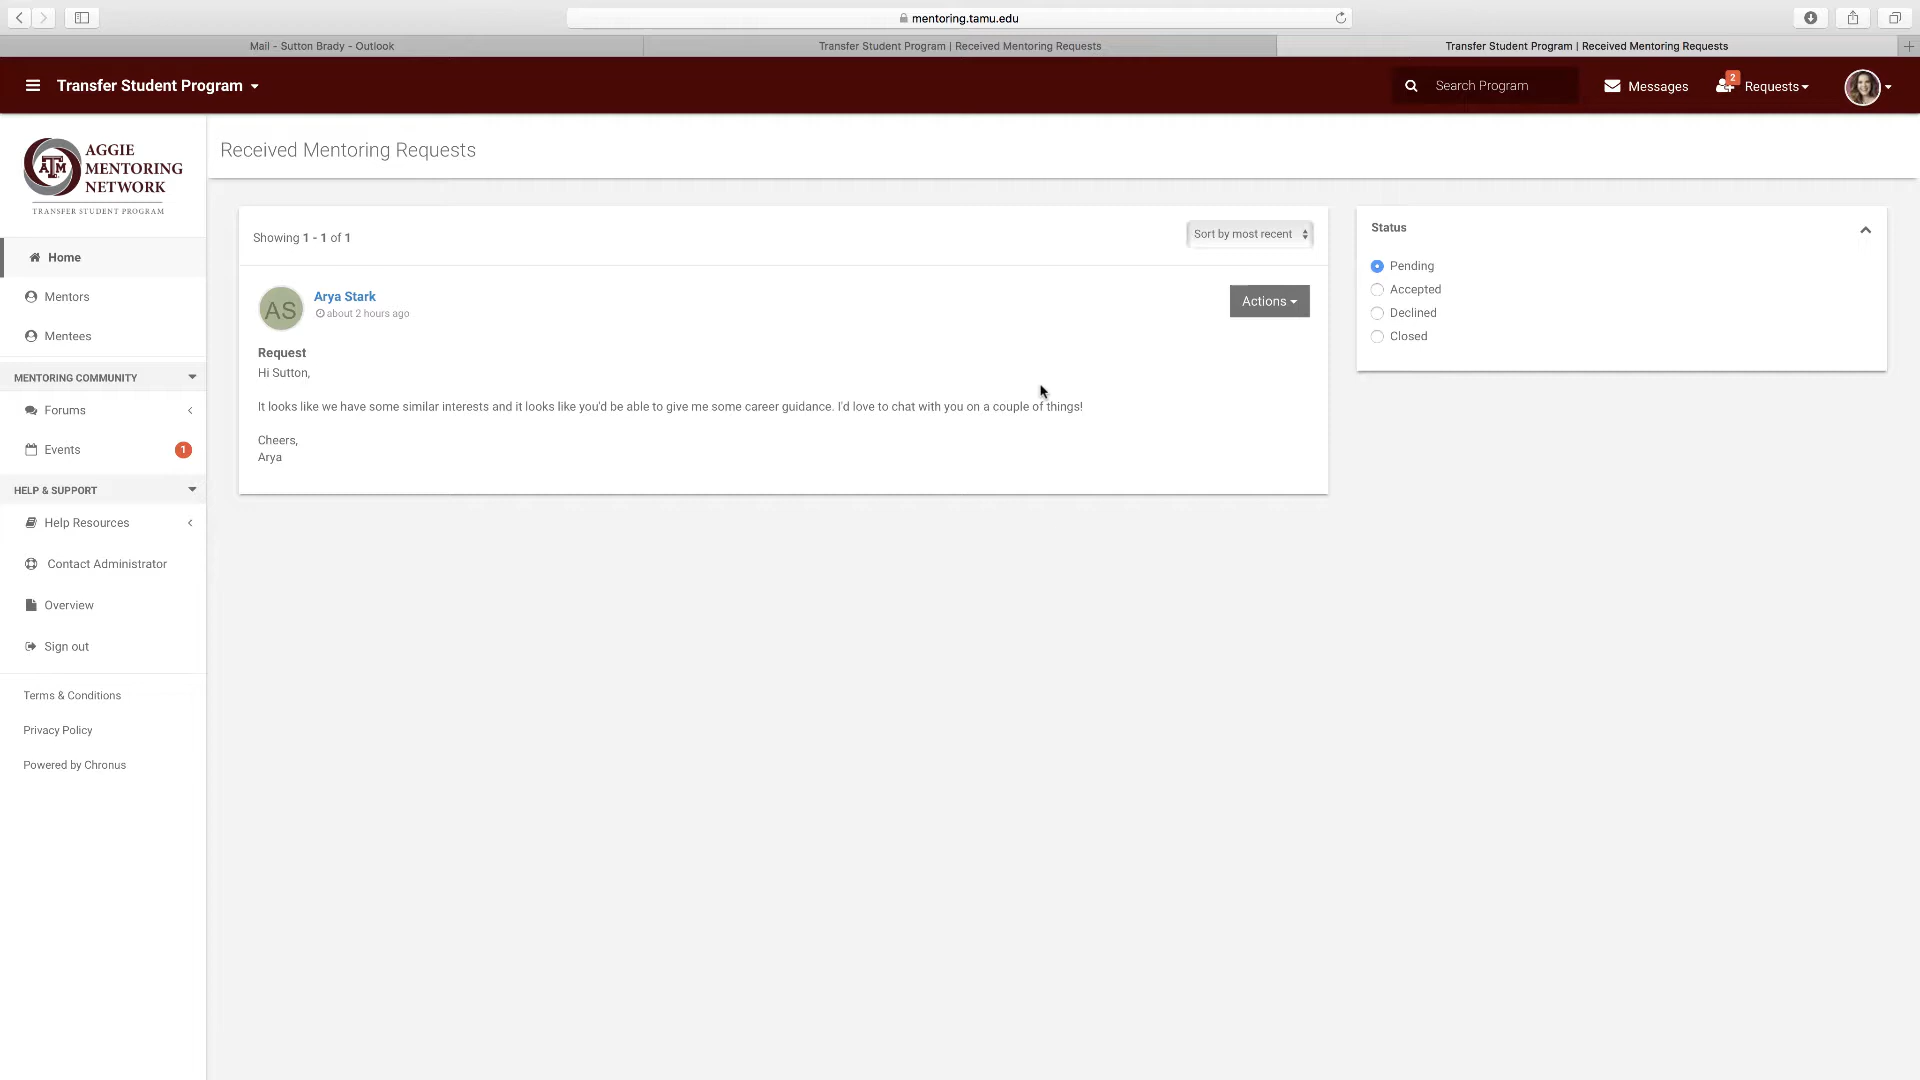 mentoring.tamu.edu
Mail - Sutton Brady - Outlook
Transfer Student Program | Received Mentoring Requests
Transfer Student Program | Received Mentoring Requests
Transfer Student Program
Search Program
Messages
2
Requests
AGGIE
MENTORING
NETWORK
TRANSFER STUDENT PROGRAM
ATM
Home
Mentors
Mentees
MENTORING COMMUNITY
Forums
Events
1
HELP & SUPPORT
Help Resources
Contact Administrator
Overview
Sign out
Terms & Conditions
Privacy Policy
Powered by Chronus
Received Mentoring Requests
Showing 1 - 1 of 1
Sort by most recent
AS
Arya Stark
about 2 hours ago
Actions
Request
Hi Sutton,
It looks like we have some similar interests and it looks like you'd be able to give me some career guidance. I'd love to chat with you on a couple of things!
Cheers,
Arya
Status
Pending
Accepted
Declined
Closed